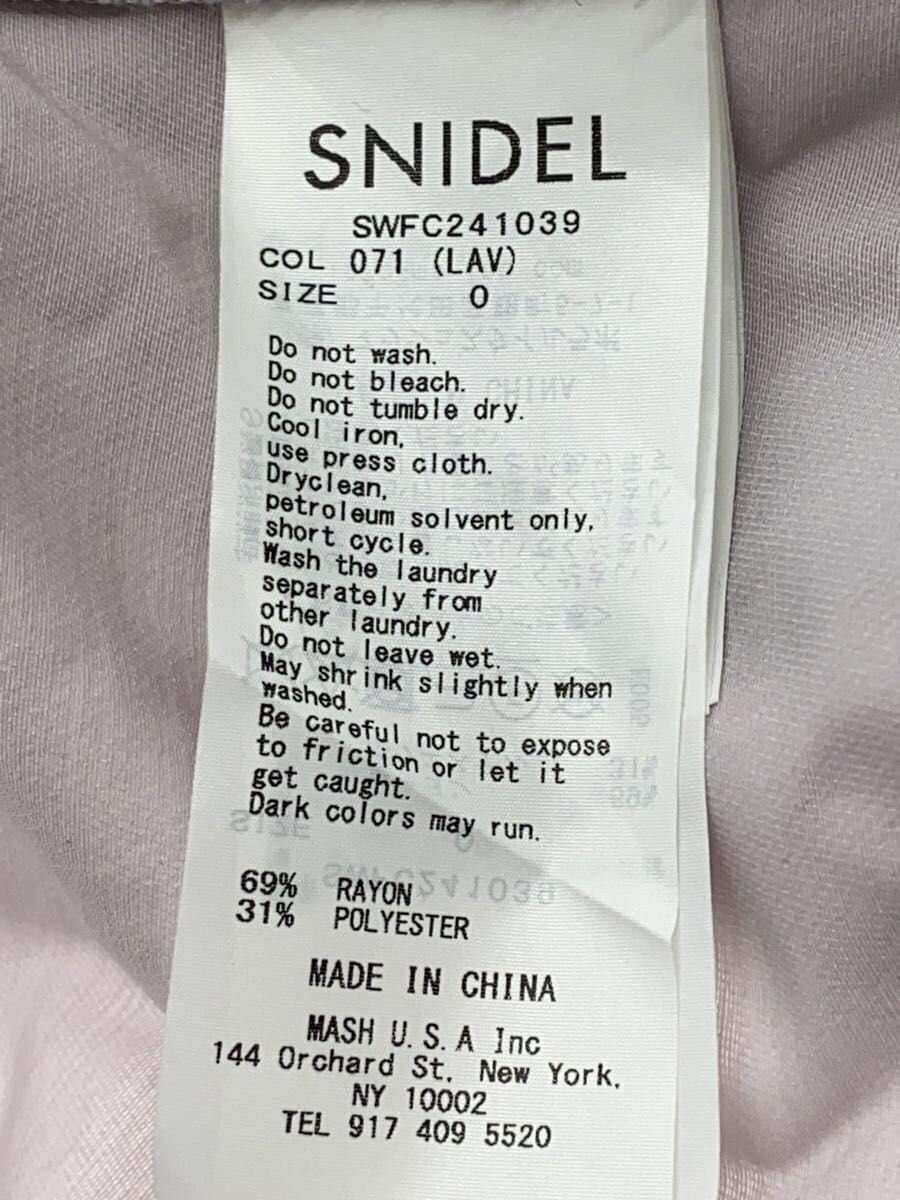 SNIDEL
SWFC241039
COL 071 (LAV)
SIZE 0
Do not wash.
Do not bleach.
Do not tumble dry.
Cool iron,
use press cloth.
Dryclean,
petroleum solvent only,
short cycle.
Wash the laundry
separately from
other laundry.
Do not leave wet.
May shrink slightly when
washed.
Be careful not to expose
to friction or let it
get caught.
Dark colors may run.
69% RAYON
31% POLYESTER
MADE IN CHINA
MASH U.S.A Inc
144 Orchard St. New York.
NY 10002
TEL 917 409 5520